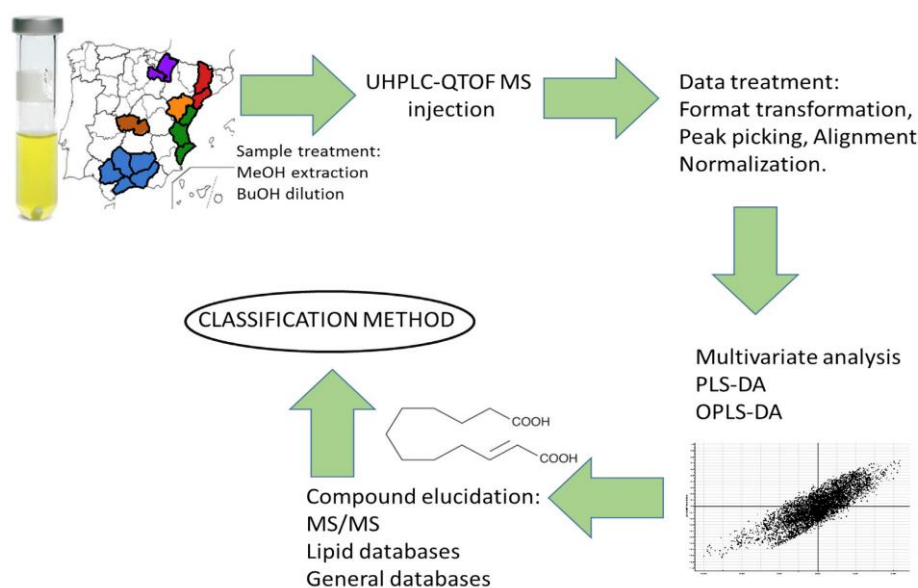 Sample treatment:
MeOH extraction
BuOH dilution
UHPLC-QTOF MS
injection
Data treatment:
Format transformation,
Peak picking, Alignment
Normalization.
Multivariate analysis
PLS-DA
OPLS-DA
COOH
COOH
Compound elucidation:
MS/MS
Lipid databases
General databases
CLASSIFICATION METHOD